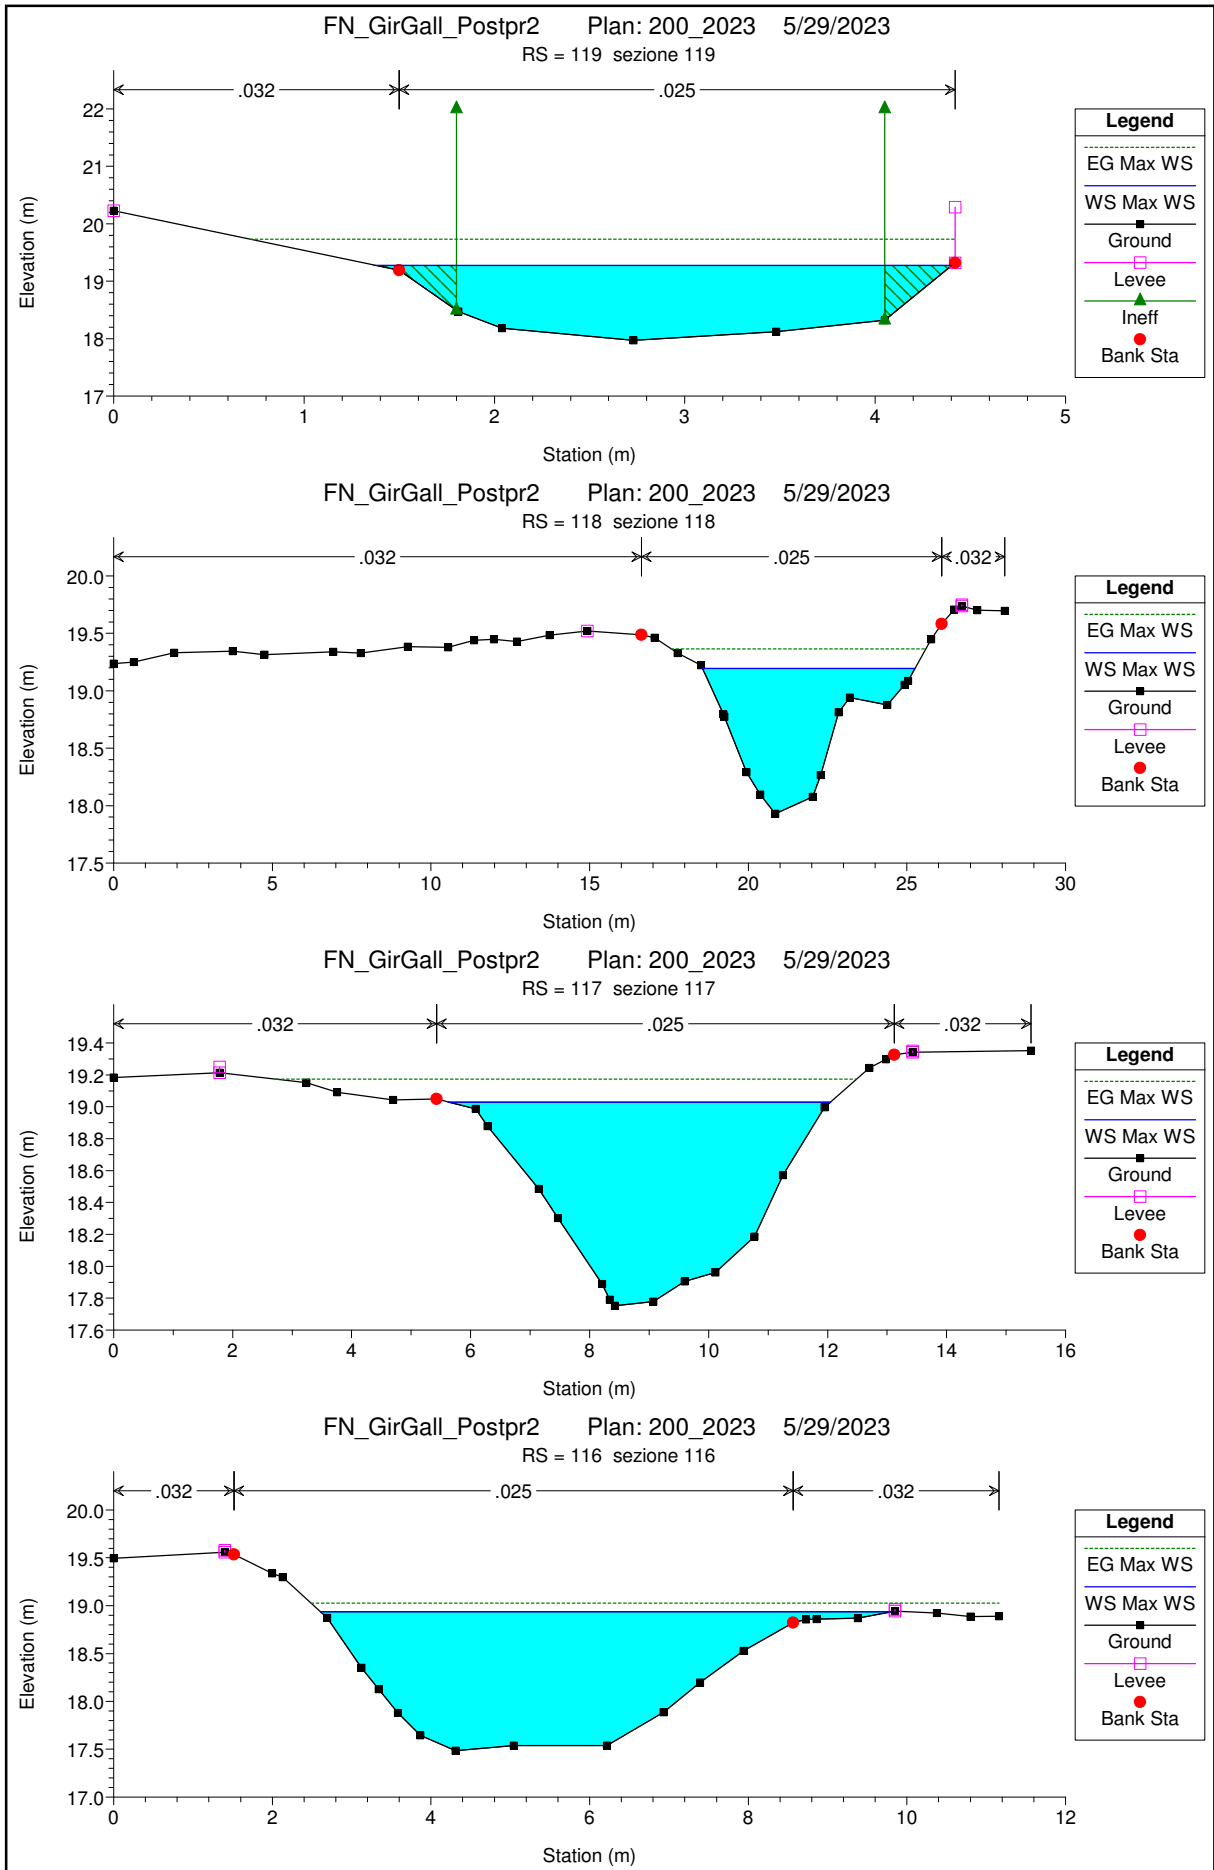 FN_GirGall_Postpr2 Plan: 200_2023 5/29/2023
RS = 119 sezione 119
.032 .025
22
21
20
19
18
17
Elevation (m)
0 1 2 3 4 5
Station (m)
Legend
EG Max WS
WS Max WS
Ground
Levee
Ineff
Bank Sta
FN_GirGall_Postpr2 Plan: 200_2023 5/29/2023
RS = 118 sezione 118
.032 .025 .032
20.0
19.5
19.0
18.5
18.0
17.5
Elevation (m)
0 5 10 15 20 25 30
Station (m)
Legend
EG Max WS
WS Max WS
Ground
Levee
Bank Sta
FN_GirGall_Postpr2 Plan: 200_2023 5/29/2023
RS = 117 sezione 117
.032 .025 .032
19.4
19.2
19.0
18.8
18.6
18.4
18.2
18.0
17.8
17.6
Elevation (m)
0 2 4 6 8 10 12 14 16
Station (m)
Legend
EG Max WS
WS Max WS
Ground
Levee
Bank Sta
FN_GirGall_Postpr2 Plan: 200_2023 5/29/2023
RS = 116 sezione 116
.032 .025 .032
20.0
19.5
19.0
18.5
18.0
17.5
17.0
Elevation (m)
0 2 4 6 8 10 12
Station (m)
Legend
EG Max WS
WS Max WS
Ground
Levee
Bank Sta